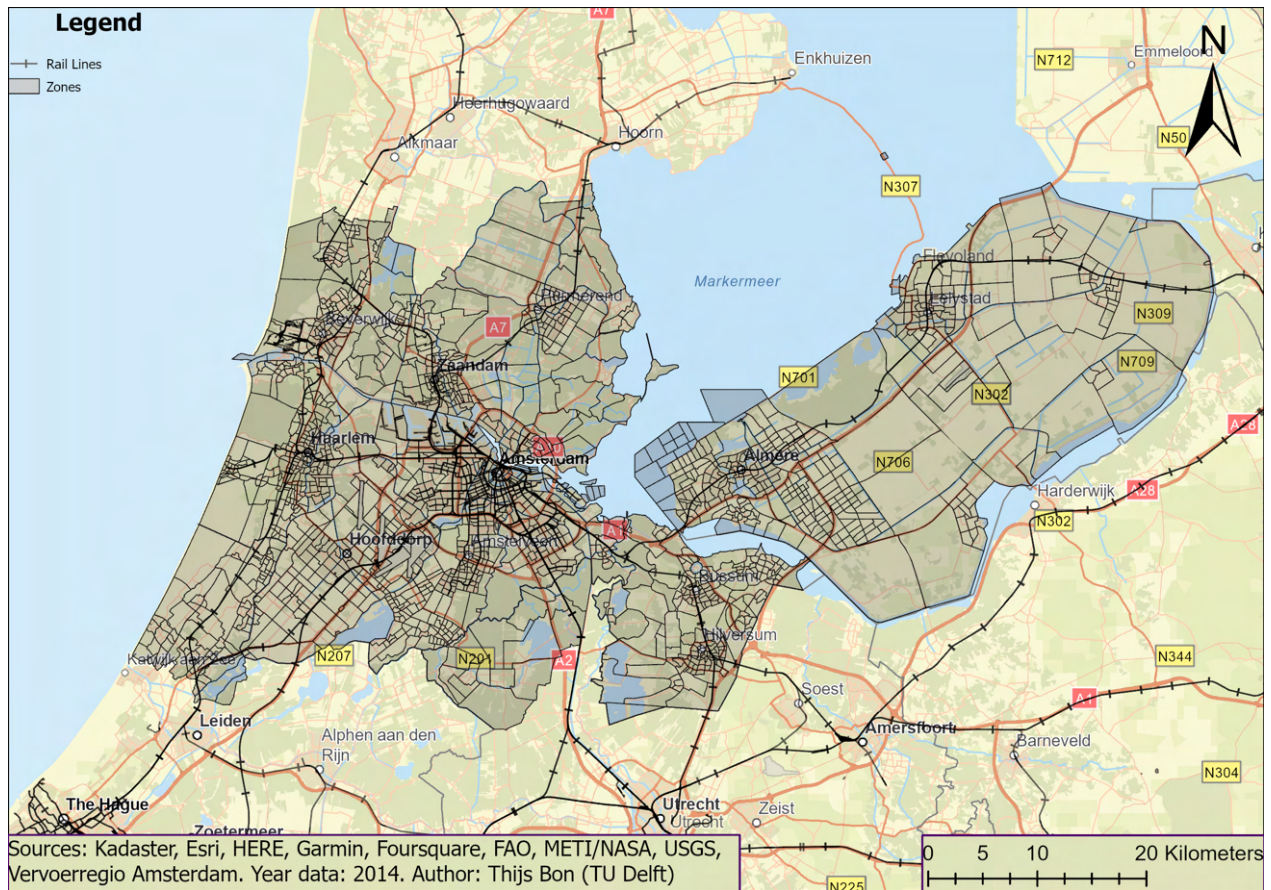 Legend
Rail Lines
Zones
A7
N
Enkhuizen
Emmeloord
N712
Heerhugowaard
Hoorn
N50
Alkmaar
N307
Flevoland
Markermeer
Purmerend
Lelystad
Beverwijk
A7
N309
Zaandam
N701
N709
N302
Haarlem
A28
A10
Amsterdam
Almere
N706
A28
Harderwijk
N302
A1
Hoofddorp
Amstelveen
Bussum
Hilversum
Katwijk aan Zee
N207
N201
A2
N344
Soest
A1
Leiden
Alphen aan den
Rijn
Amersfoort
Barneveld
N304
The Hague
Utrecht
Utrecht
Zeist
Zoetermeer
Sources: Kadaster, Esri, HERE, Garmin, Foursquare, FAO, METI/NASA, USGS,
Vervoerregio Amsterdam. Year data: 2014. Author: Thijs Bon (TU Delft)
0 5 10 20 Kilometers
N225